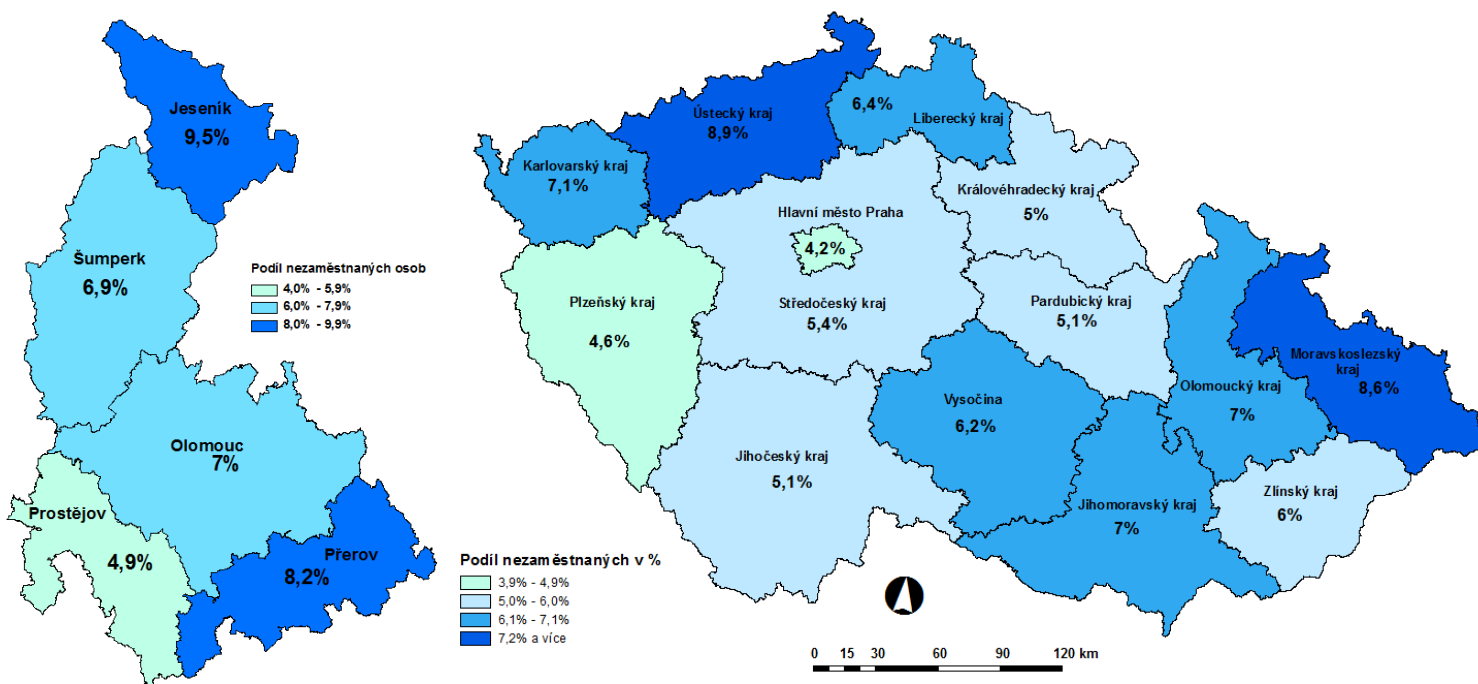 Jeseník
9,5%
Šumperk
6,9%
Podíl nezaměstnaných osob
4,0% - 5,9%
6,0% - 7,9%
8,0% - 9,9%
Olomouc
7%
Prostějov
4,9%
Přerov
8,2%
Ústecký kraj
8,9%
6,4%
Liberecký kraj
Karlovarský kraj
7,1%
Královéhradecký kraj
5%
Hlavní město Praha
4,2%
Plzeňský kraj
4,6%
Středočeský kraj
5,4%
Pardubický kraj
5,1%
Moravskoslezský
kraj
8,6%
Olomoucký kraj
7%
Vysočina
6,2%
Jihočeský kraj
5,1%
Jihomoravský kraj
7%
Zlínský kraj
6%
Podíl nezaměstnaných v %
3,9% - 4,9%
5,0% - 6,0%
6,1% - 7,1%
7,2% a více
0 15 30 60 90 120 km